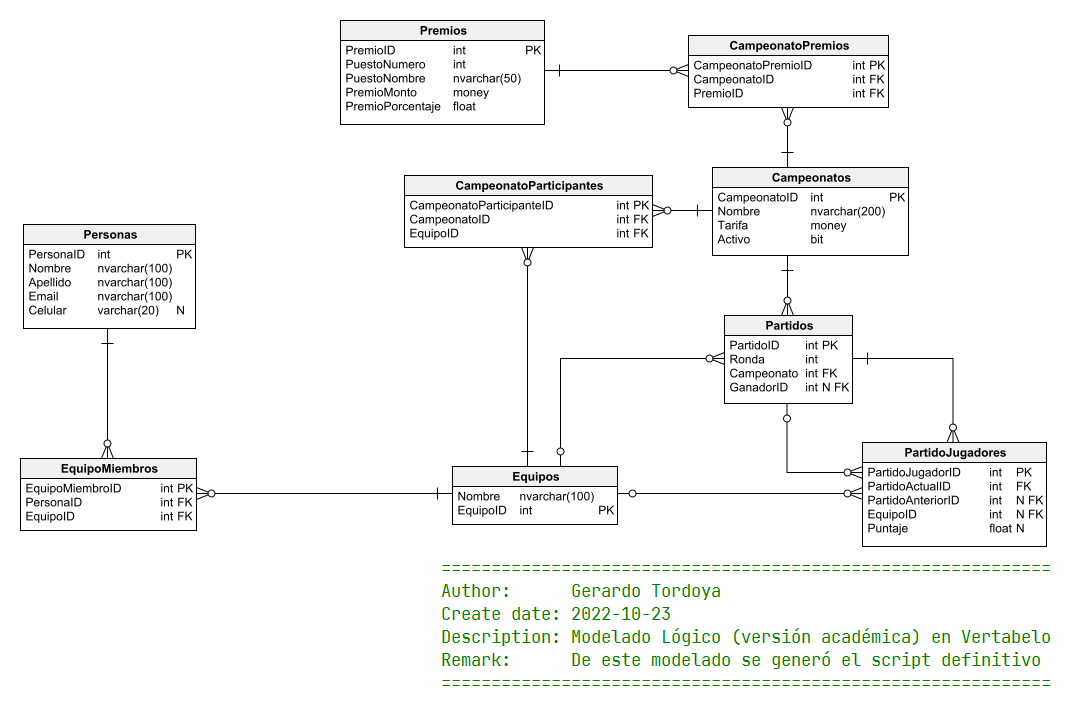 Premios
PremioID int PK
PuestoNumero int
PuestoNombre nvarchar(50)
PremioMonto money
PremioPorcentaje float
CampeonatoPremios
CampeonatoPremioID int PK
CampeonatoID int FK
PremioID int FK
CampeonatoParticipantes
CampeonatoParticipanteID int PK
CampeonatoID int FK
EquipoID int FK
Campeonatos
CampeonatoID int PK
Nombre nvarchar(200)
Tarifa money
Activo bit
Personas
PersonaID int PK
Nombre nvarchar(100)
Apellido nvarchar(100)
Email nvarchar(100)
Celular varchar(20) N
Partidos
PartidoID int PK
Ronda int
Campeonato int FK
GanadorID int N FK
EquipoMiembros
EquipoMiembroID int PK
PersonaID int FK
EquipoID int FK
Equipos
Nombre nvarchar(100)
EquipoID int PK
PartidoJugadores
PartidoJugadorID int PK
PartidoActualID int FK
PartidoAnteriorID int N FK
EquipoID int N FK
Puntaje float N
=============================================================
Author: Gerardo Tordoya
Create date: 2022-10-23
Description: Modelado Lógico (versión académica) en Vertabelo
Remark: De este modelado se generó el script definitivo
=============================================================